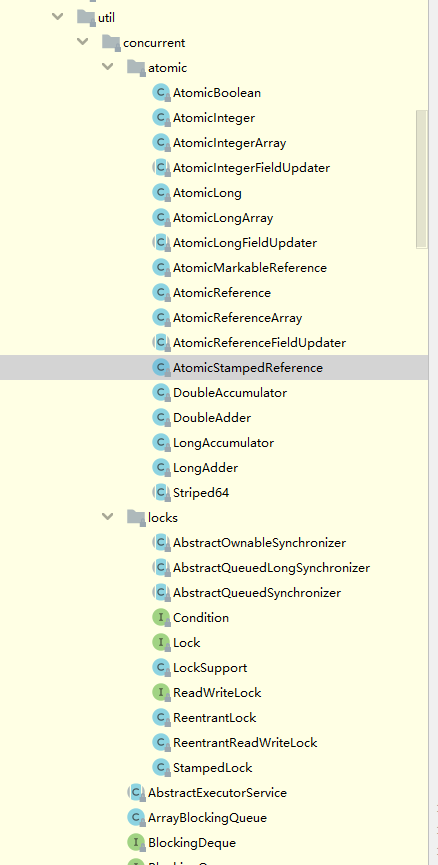 util
concurrent
atomic
AtomicBoolean
AtomicInteger
AtomicIntegerArray
AtomicIntegerFieldUpdater
AtomicLong
AtomicLongArray
AtomicLongFieldUpdater
AtomicMarkableReference
AtomicReference
AtomicReferenceArray
AtomicReferenceFieldUpdater
AtomicStampedReference
DoubleAccumulator
DoubleAdder
LongAccumulator
LongAdder
Striped64
locks
AbstractOwnableSynchronizer
AbstractQueuedLongSynchronizer
AbstractQueuedSynchronizer
Condition
Lock
LockSupport
ReadWriteLock
ReentrantLock
ReentrantReadWriteLock
StampedLock
AbstractExecutorService
ArrayBlockingQueue
BlockingDeque